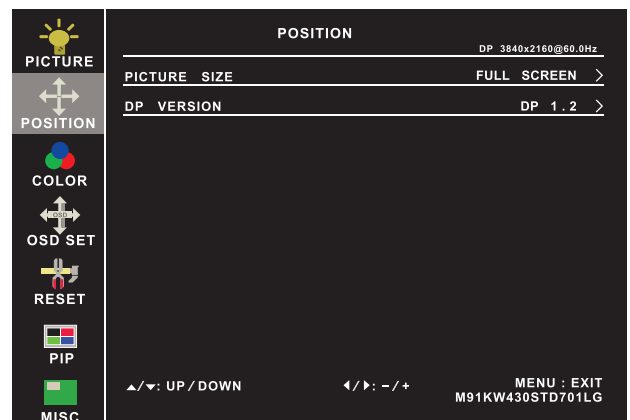 POSITION
DP 3840x2160@60.0Hz
PICTURE
PICTURE SIZE FULL SCREEN >
DP VERSION DP 1.2 >
POSITION
COLOR
OSD
OSD SET
RESET
PIP
▲/▼: UP/DOWN ◀/▶: -/+ MENU : EXIT
M91KW430STD701LG
MISC